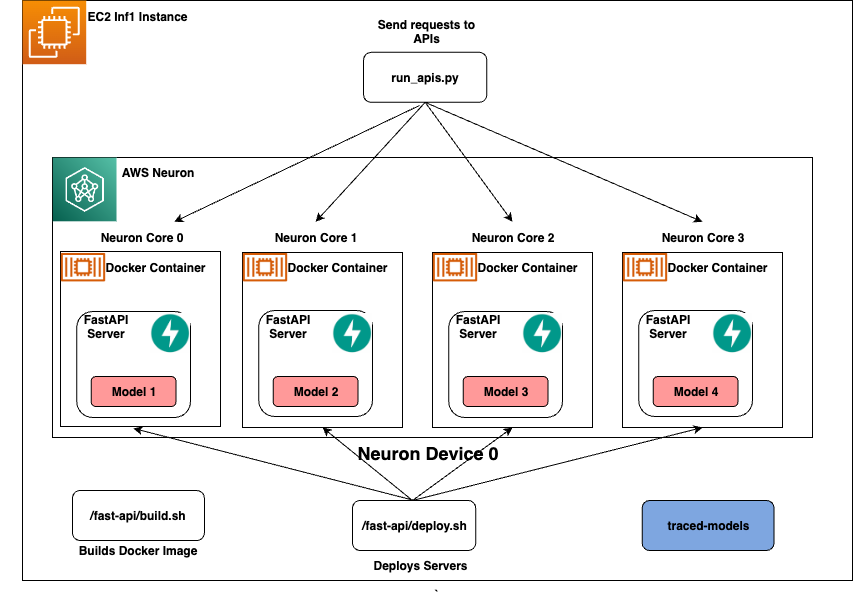 EC2 Inf1 Instance
Send requests to
APIs
run_apis.py
AWS Neuron
Neuron Core 0
Neuron Core 1
Neuron Core 2
Neuron Core 3
Docker Container
Docker Container
Docker Container
Docker Container
FastAPI
Server
FastAPI
Server
FastAPI
Server
FastAPI
Server
Model 1
Model 2
Model 3
Model 4
Neuron Device 0
/fast-api/build.sh
Builds Docker Image
/fast-api/deploy.sh
Deploys Servers
traced-models
`